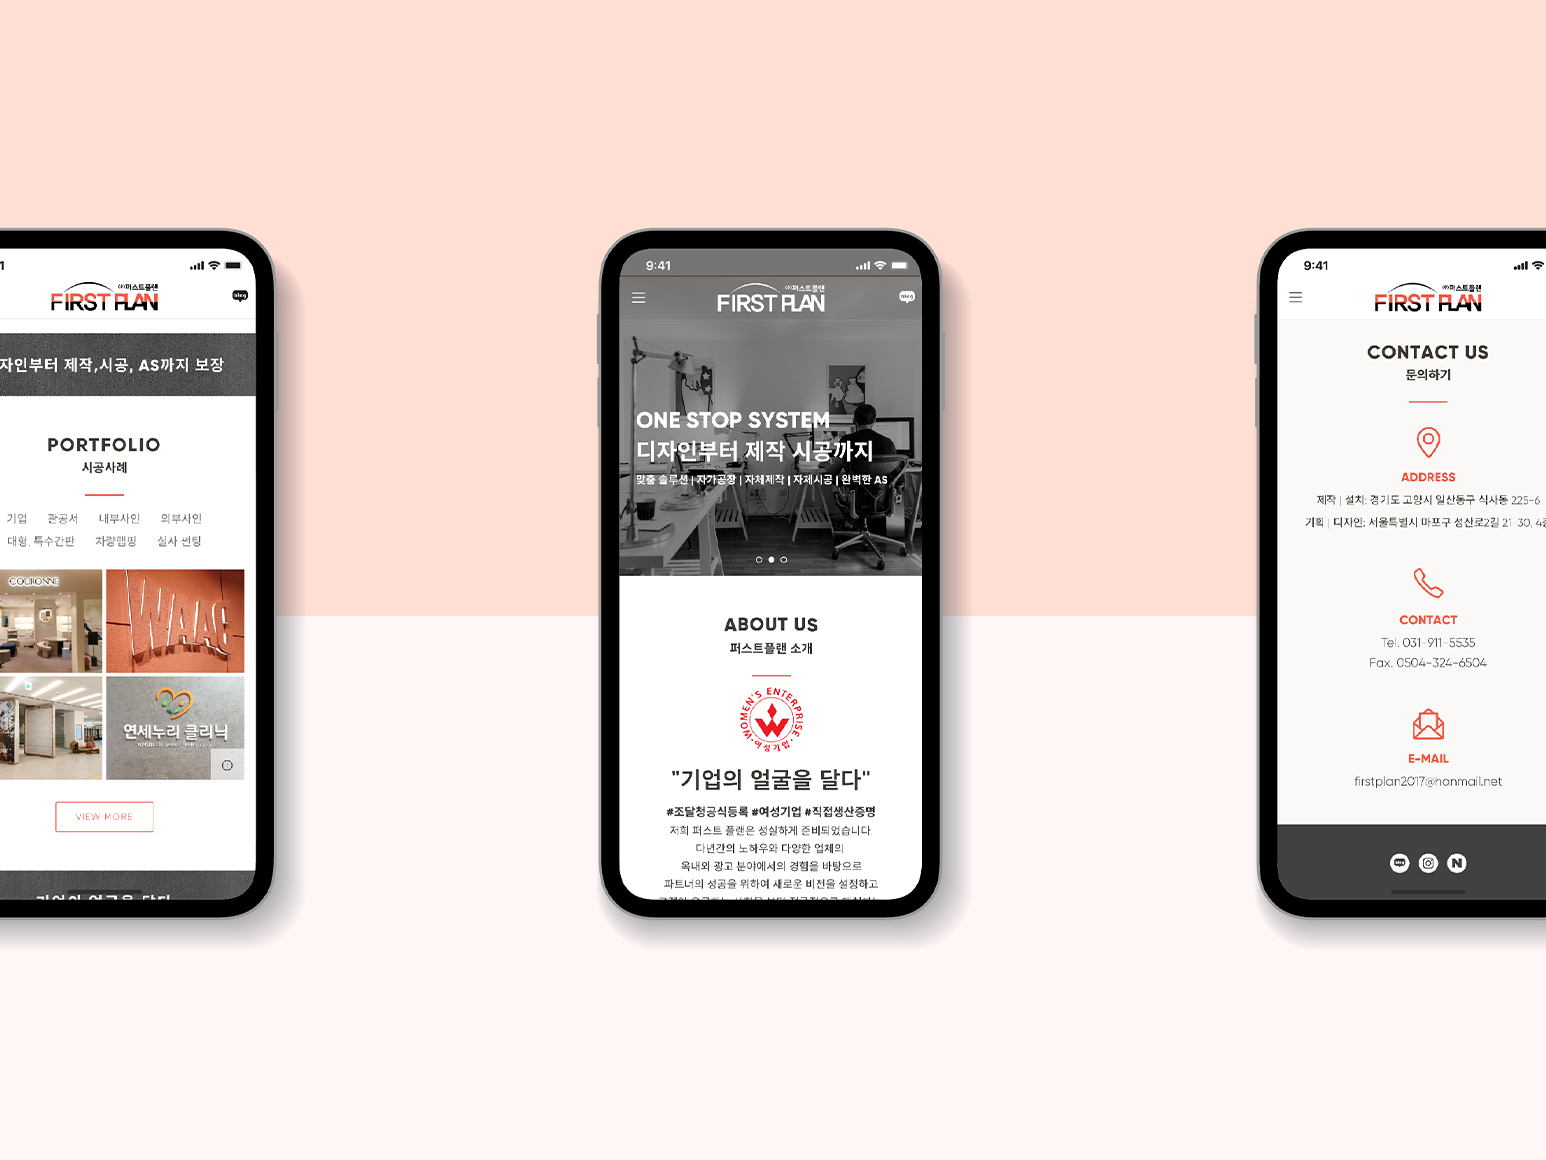 ㈜퍼스트플랜
FIRST PLAN
blog
자인부터 제작,시공, AS까지 보장
PORTFOLIO
시공사례
기업 관공서 내부사인 외부사인
대형, 특수간판 차량랩핑 실사 썬팅
COURONNE
WAAC
연세누리 클리닉
VIEW MORE
기업의 얼굴을 달다
9:41
㈜퍼스트플랜
FIRST PLAN
blog
ONE STOP SYSTEM
디자인부터 제작 시공까지
맞춤 솔루션 | 자가공장 | 자체제작 | 자체시공 | 완벽한 AS
ABOUT US
퍼스트플랜 소개
WOMEN'S ENTERPRISE
·여성기업·
"기업의 얼굴을 달다"
#조달청공식등록 #여성기업 #직접생산증명
저희 퍼스트 플랜은 성실하게 준비되었습니다.
다년간의 노하우와 다양한 업체의
옥내외 광고 분야에서의 경험을 바탕으로
파트너의 성공을 위하여 새로운 비전을 설정하고
9:41
㈜퍼스트플랜
FIRST PLAN
CONTACT US
문의하기
ADDRESS
제작 | 설치: 경기도 고양시 일산동구 식사동 225-6
기획 | 디자인: 서울특별시 마포구 성산로2길 21-30, 4층
CONTACT
Tel. 031-911-5535
Fax. 0504-324-6504
E-MAIL
firstplan2017@hanmail.net
N